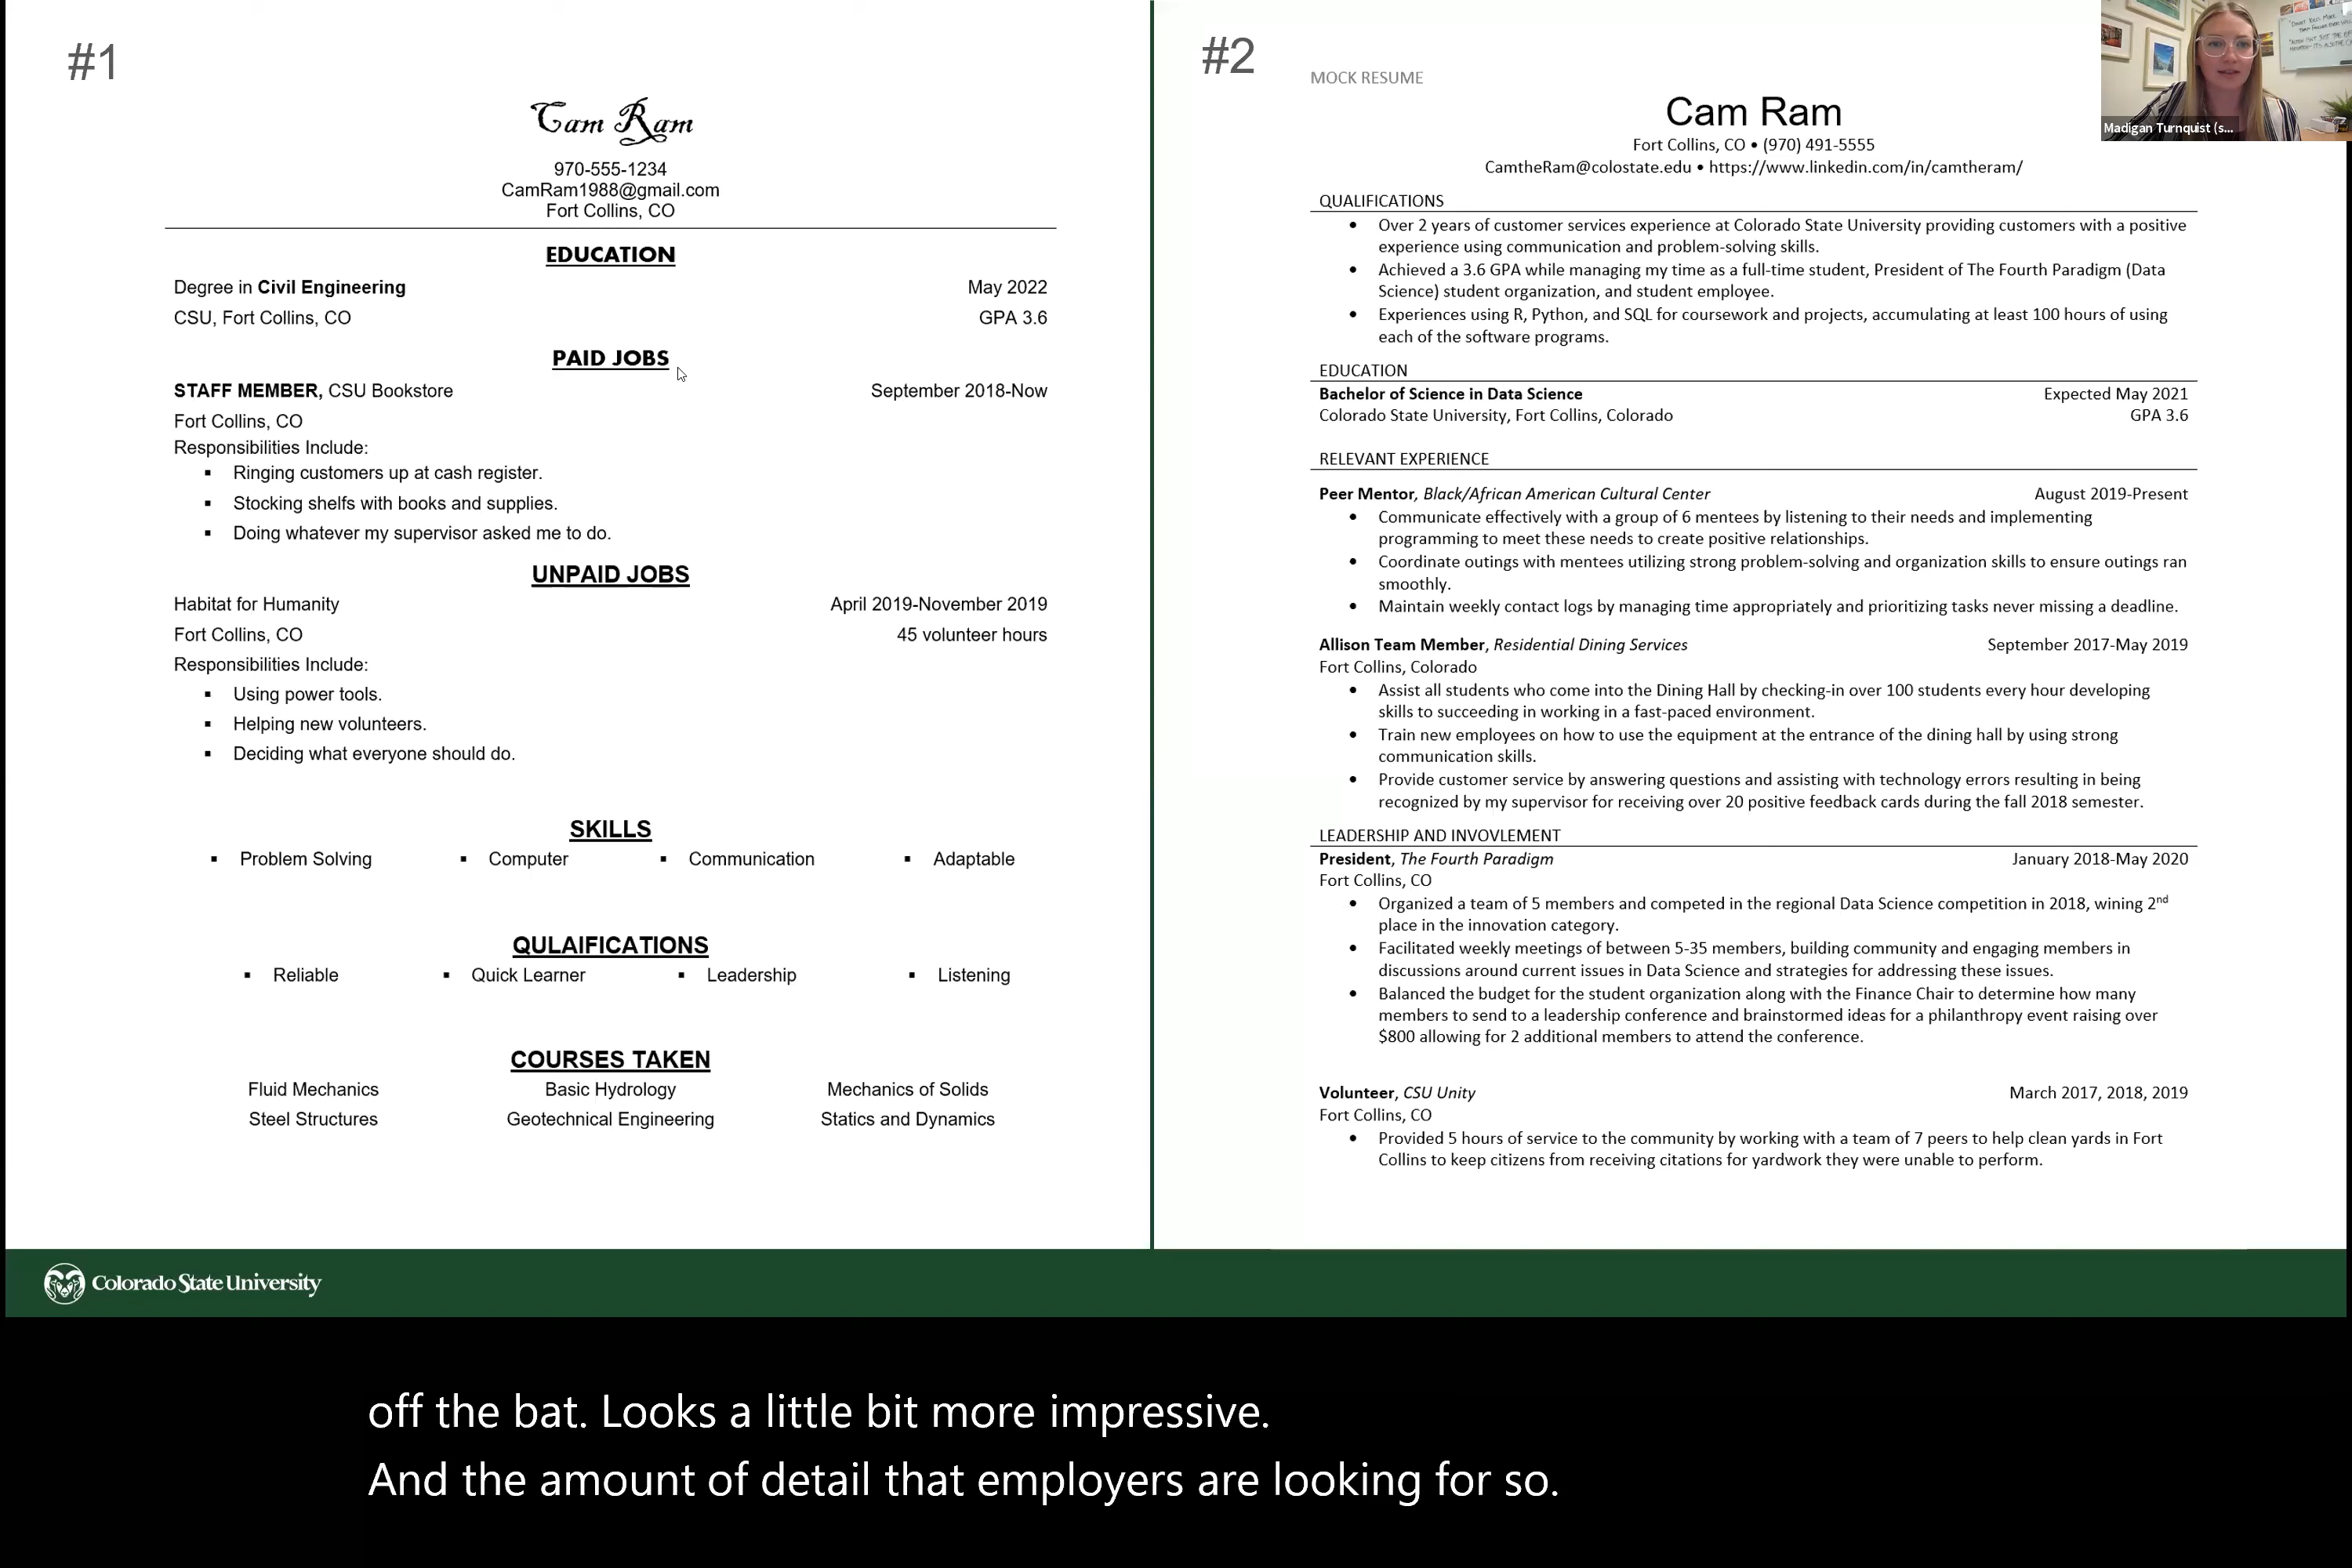 #1
Cam Ram
970-555-1234
CamRam1988@gmail.com
Fort Collins, CO
EDUCATION
Degree in Civil Engineering May 2022
CSU, Fort Collins, CO GPA 3.6
PAID JOBS
STAFF MEMBER, CSU Bookstore September 2018-Now
Fort Collins, CO
Responsibilities Include:
▪ Ringing customers up at cash register.
▪ Stocking shelfs with books and supplies.
▪ Doing whatever my supervisor asked me to do.
UNPAID JOBS
Habitat for Humanity April 2019-November 2019
Fort Collins, CO 45 volunteer hours
Responsibilities Include:
▪ Using power tools.
▪ Helping new volunteers.
▪ Deciding what everyone should do.
SKILLS
▪ Problem Solving ▪ Computer ▪ Communication ▪ Adaptable
QULAIFICATIONS
▪ Reliable ▪ Quick Learner ▪ Leadership ▪ Listening
COURSES TAKEN
Fluid Mechanics Basic Hydrology Mechanics of Solids
Steel Structures Geotechnical Engineering Statics and Dynamics
#2
MOCK RESUME
Cam Ram
Fort Collins, CO • (970) 491-5555
CamtheRam@colostate.edu • https://www.linkedin.com/in/camtheram/
QUALIFICATIONS
• Over 2 years of customer services experience at Colorado State University providing customers with a positive
experience using communication and problem-solving skills.
• Achieved a 3.6 GPA while managing my time as a full-time student, President of The Fourth Paradigm (Data
Science) student organization, and student employee.
• Experiences using R, Python, and SQL for coursework and projects, accumulating at least 100 hours of using
each of the software programs.
EDUCATION
Bachelor of Science in Data Science Expected May 2021
Colorado State University, Fort Collins, Colorado GPA 3.6
RELEVANT EXPERIENCE
Peer Mentor, Black/African American Cultural Center August 2019-Present
• Communicate effectively with a group of 6 mentees by listening to their needs and implementing
programming to meet these needs to create positive relationships.
• Coordinate outings with mentees utilizing strong problem-solving and organization skills to ensure outings ran
smoothly.
• Maintain weekly contact logs by managing time appropriately and prioritizing tasks never missing a deadline.
Allison Team Member, Residential Dining Services September 2017-May 2019
Fort Collins, Colorado
• Assist all students who come into the Dining Hall by checking-in over 100 students every hour developing
skills to succeeding in working in a fast-paced environment.
• Train new employees on how to use the equipment at the entrance of the dining hall by using strong
communication skills.
• Provide customer service by answering questions and assisting with technology errors resulting in being
recognized by my supervisor for receiving over 20 positive feedback cards during the fall 2018 semester.
LEADERSHIP AND INVOVLEMENT
President, The Fourth Paradigm January 2018-May 2020
Fort Collins, CO
• Organized a team of 5 members and competed in the regional Data Science competition in 2018, wining 2nd
place in the innovation category.
• Facilitated weekly meetings of between 5-35 members, building community and engaging members in
discussions around current issues in Data Science and strategies for addressing these issues.
• Balanced the budget for the student organization along with the Finance Chair to determine how many
members to send to a leadership conference and brainstormed ideas for a philanthropy event raising over
$800 allowing for 2 additional members to attend the conference.
Volunteer, CSU Unity March 2017, 2018, 2019
Fort Collins, CO
• Provided 5 hours of service to the community by working with a team of 7 peers to help clean yards in Fort
Collins to keep citizens from receiving citations for yardwork they were unable to perform.
Madigan Turnquist (s...
Colorado State University
off the bat. Looks a little bit more impressive.
And the amount of detail that employers are looking for so.